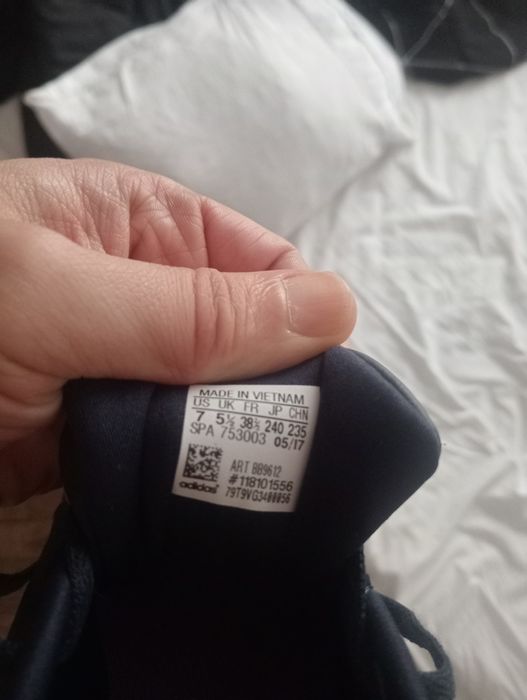 MADE IN VIETNAM
US UK FR JP CHN
7 5½ 38⅔ 240 235
SPA 753003 05/17
ART BB9612
#118101556
adidas 79T9VG3400056